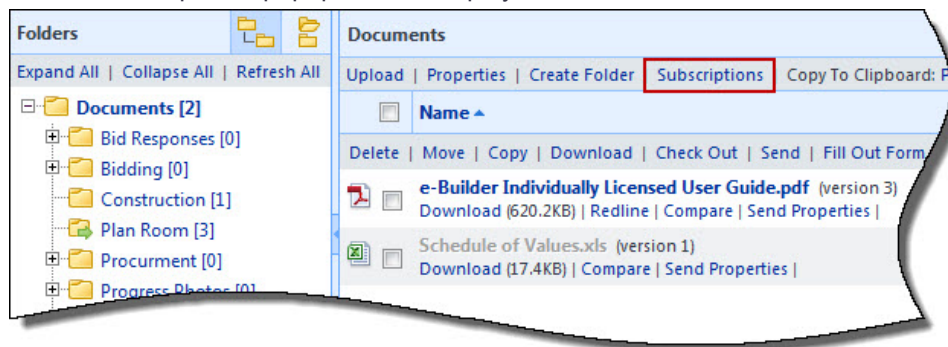 Folders
Expand All | Collapse All | Refresh All
Documents [2]
Bid Responses [0]
Bidding [0]
Construction [1]
Plan Room [3]
Procurment [0]
Progress Photos [0]
Documents
Upload | Properties | Create Folder | Subscriptions Copy To Clipboard:
Name
Delete | Move | Copy | Download | Check Out | Send | Fill Out Form
e-Builder Individually Licensed User Guide.pdf (version 3)
Download (620.2KB) | Redline | Compare | Send Properties |
Schedule of Values.xls (version 1)
Download (17.4KB) | Compare | Send Properties |